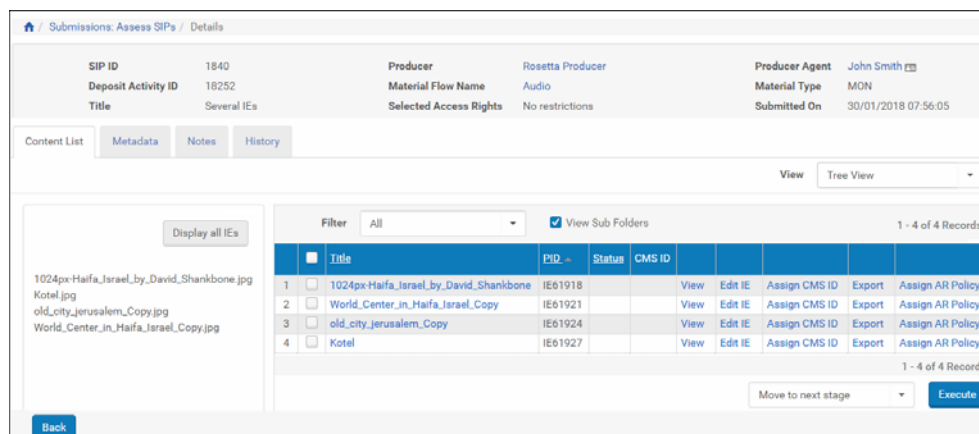 / Submissions: Assess SIPs / Details
SIP ID 1840 Producer Rosetta Producer Producer Agent John Smith
Deposit Activity ID 18252 Material Flow Name Audio Material Type MON
Title Several IEs Selected Access Rights No restrictions Submitted On 30/01/2018 07:56:05
Content List Metadata Notes History
View Tree View
Display all IEs Filter All View Sub Folders 1 - 4 of 4 Records
Title PID Status CMS ID
1024px-Haifa_Israel_by_David_Shankbone.jpg
Kotel.jpg
old_city_jerusalem_Copy.jpg
World_Center_in_Haifa_Israel_Copy.jpg
1 1024px-Haifa_Israel_by_David_Shankbone IE61918 View Edit IE Assign CMS ID Export Assign AR Policy
2 World_Center_in_Haifa_Israel_Copy IE61921 View Edit IE Assign CMS ID Export Assign AR Policy
3 old_city_jerusalem_Copy IE61924 View Edit IE Assign CMS ID Export Assign AR Policy
4 Kotel IE61927 View Edit IE Assign CMS ID Export Assign AR Policy
1 - 4 of 4 Record
Move to next stage Execute
Back